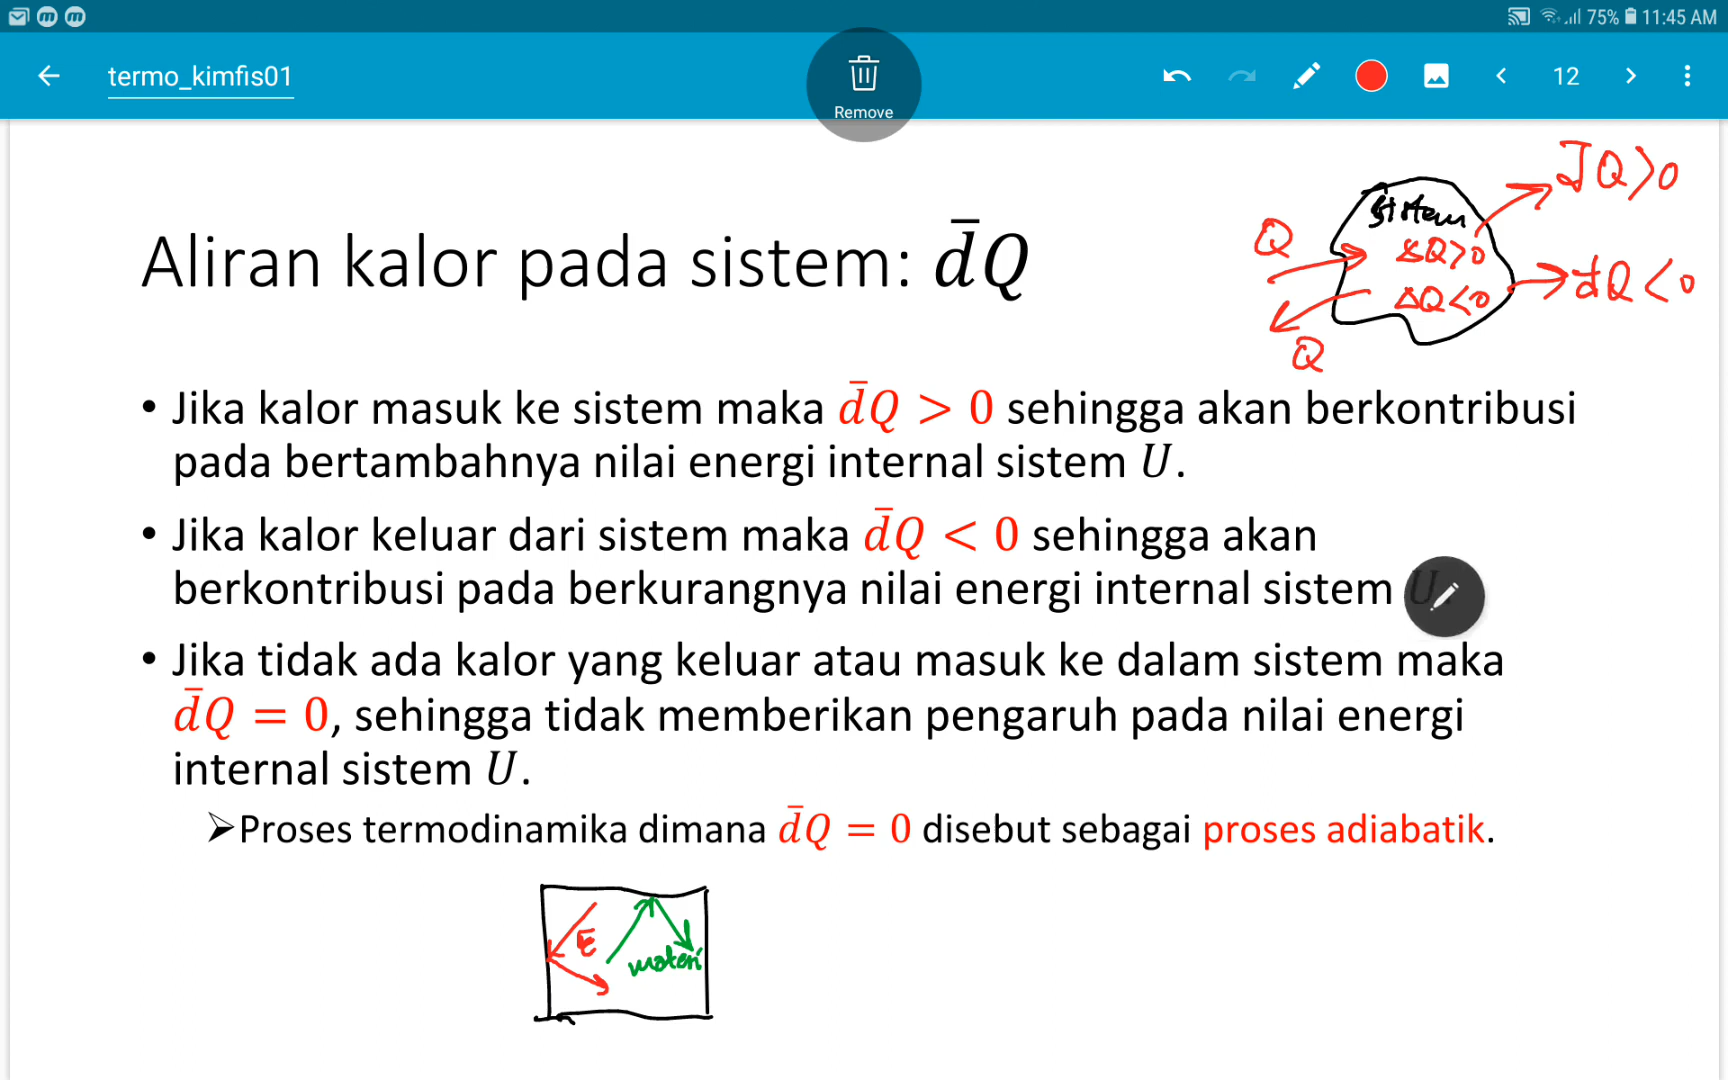 75% 11:45 AM
termo_kimfis01
Remove
12
Aliran kalor pada sistem: đQ
sistem
Q
ΔQ>0
ΔQ<0
Q
đQ>0
đQ<0
• Jika kalor masuk ke sistem maka đQ > 0 sehingga akan berkontribusi
pada bertambahnya nilai energi internal sistem U.
• Jika kalor keluar dari sistem maka đQ < 0 sehingga akan
berkontribusi pada berkurangnya nilai energi internal sistem U.
• Jika tidak ada kalor yang keluar atau masuk ke dalam sistem maka
đQ = 0, sehingga tidak memberikan pengaruh pada nilai energi
internal sistem U.
➢Proses termodinamika dimana đQ = 0 disebut sebagai proses adiabatik.
E
materi